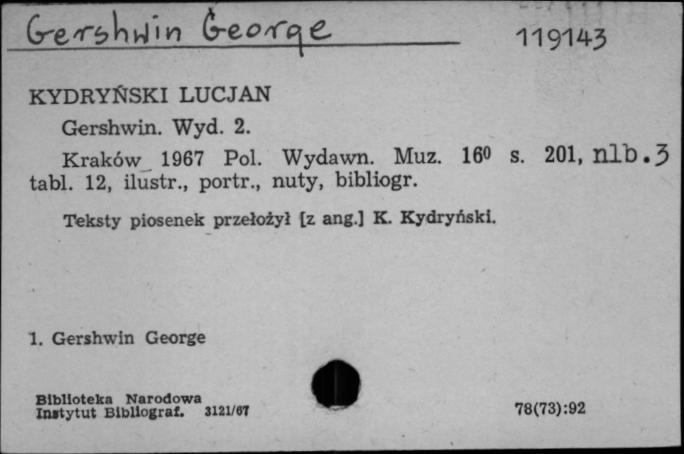 Gershwin George
119143
KYDRYŃSKI LUCJAN
Gershwin. Wyd. 2.
Kraków 1967 Pol. Wydawn. Muz. 16⁰ s. 201, nlb.3
tabl. 12, ilustr., portr., nuty, bibliogr.
Teksty piosenek przełożył [z ang.] K. Kydryński.
1. Gershwin George
Biblioteka Narodowa
Instytut Bibliograf. 3121/67
78(73):92